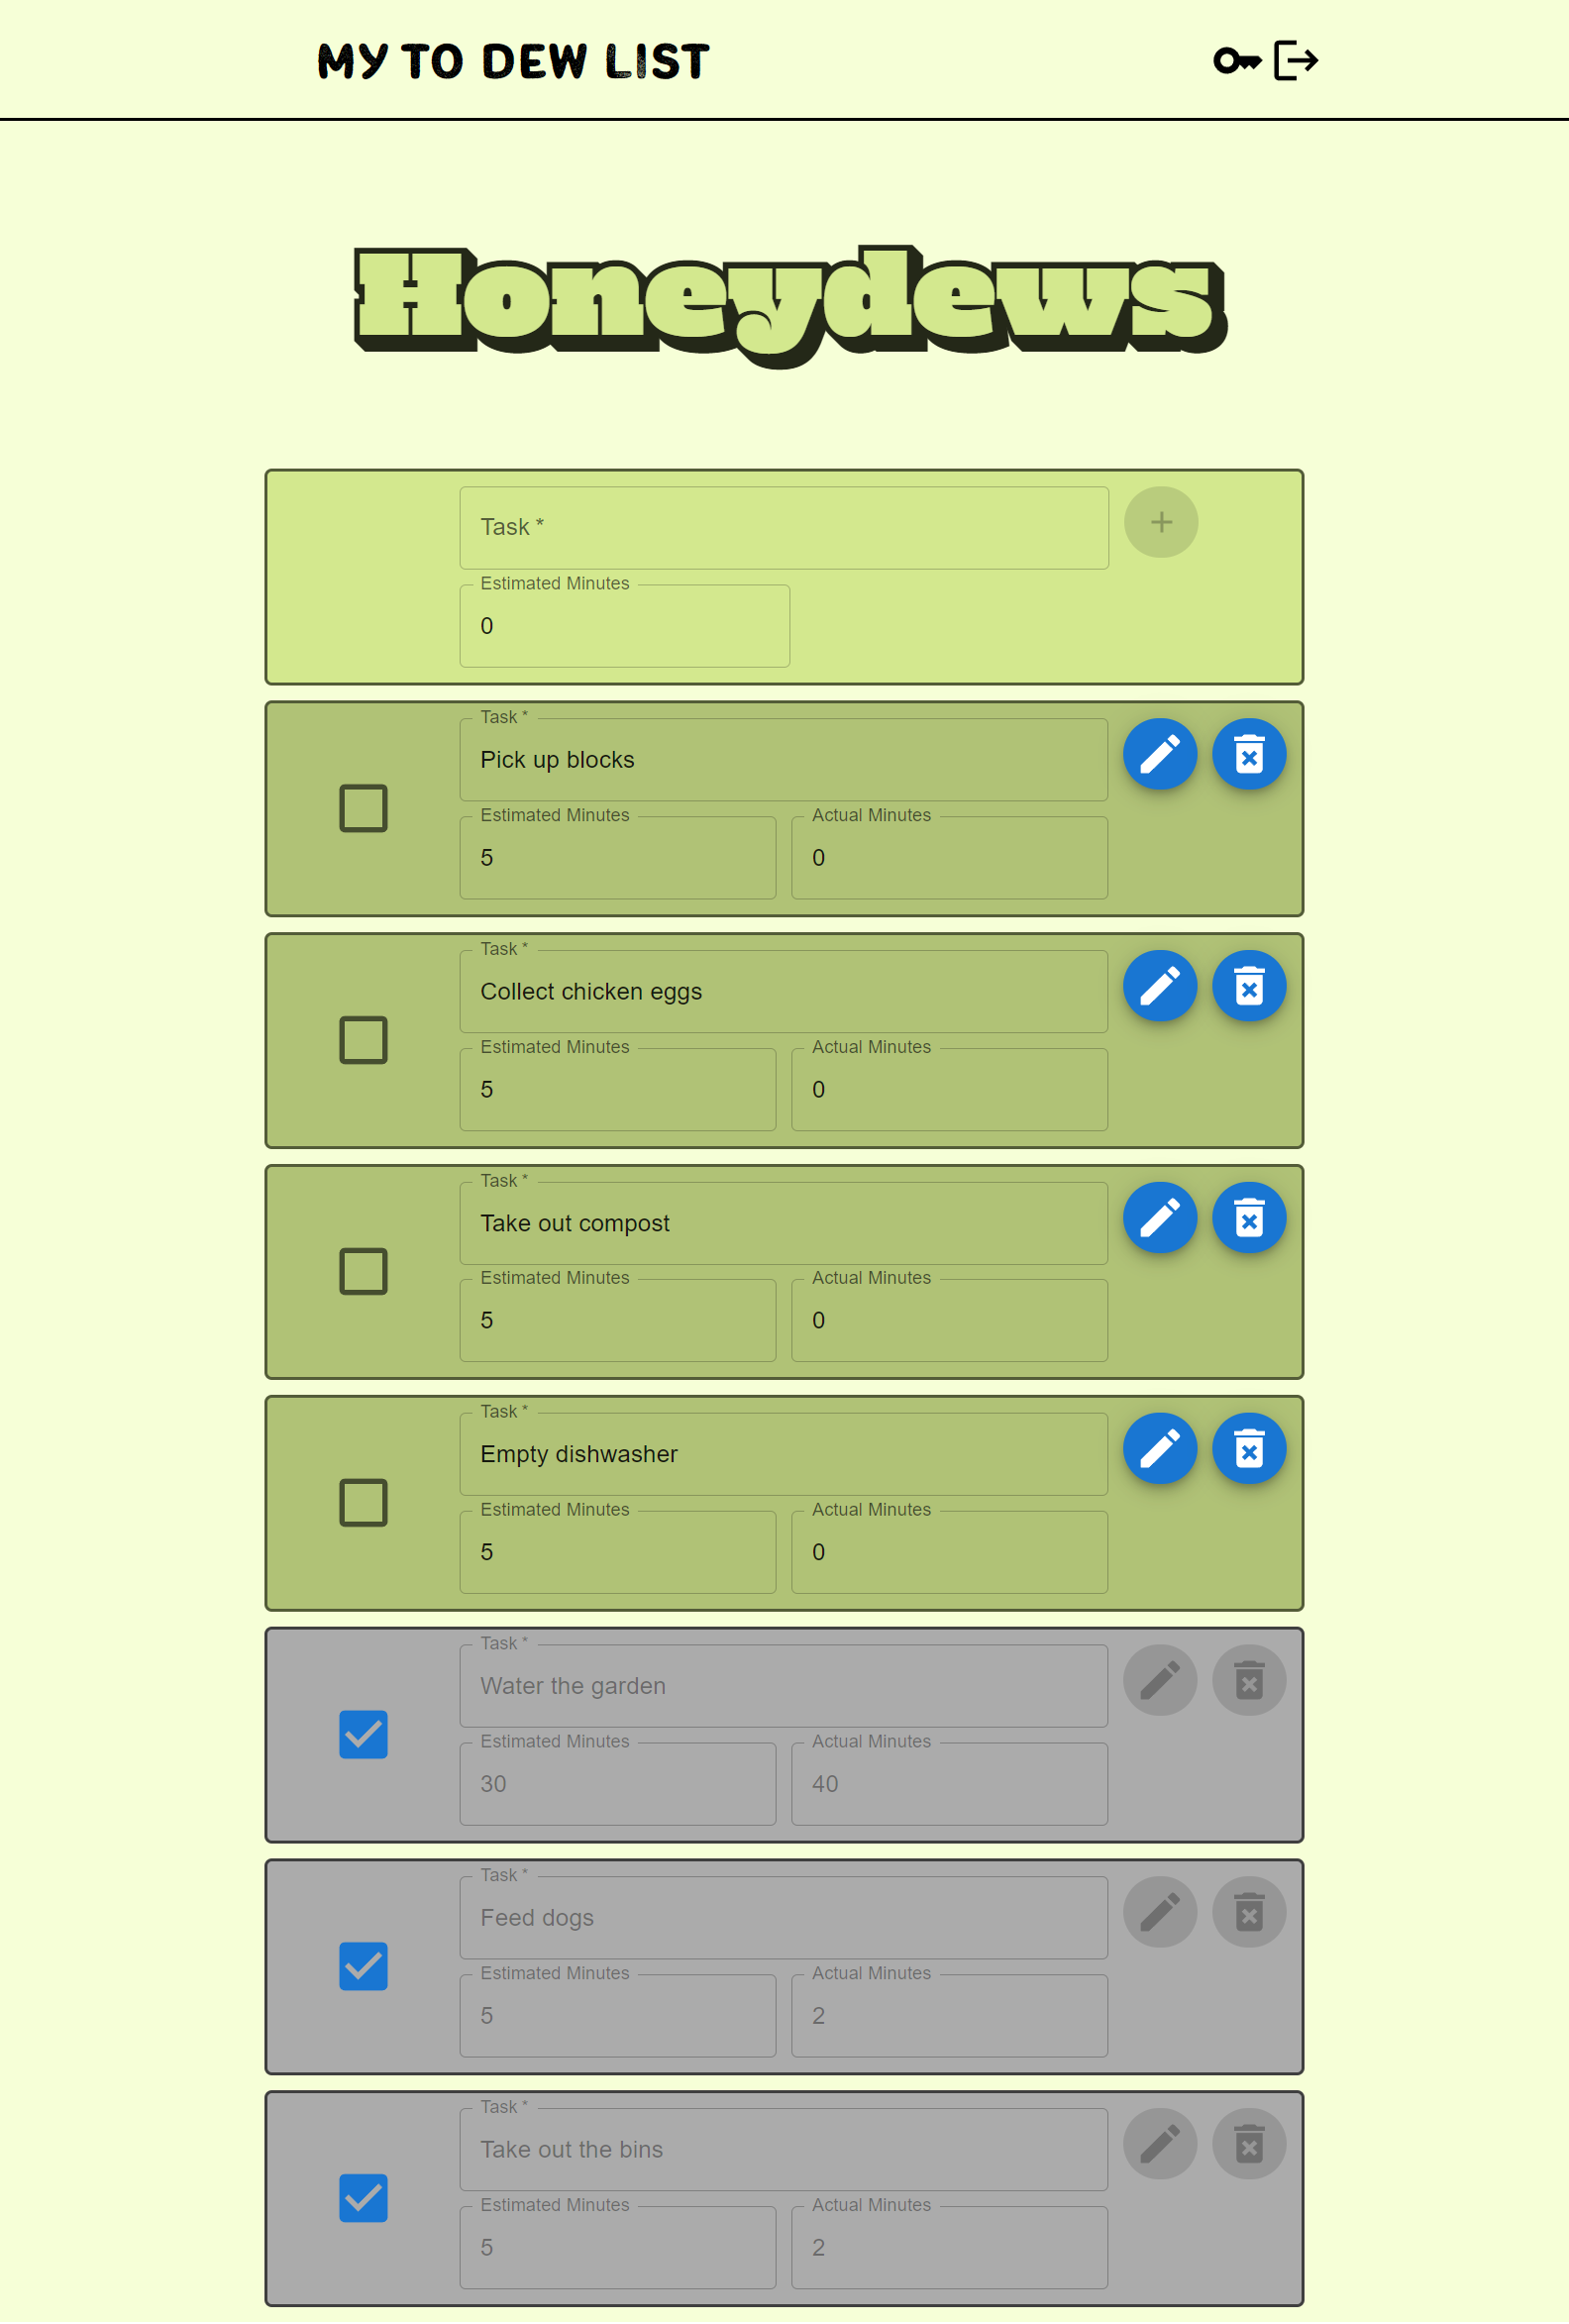 MY TO DEW LIST
Honeydews
Task *
Estimated Minutes
0
Task *
Pick up blocks
Estimated Minutes Actual Minutes
5 0
Task *
Collect chicken eggs
Estimated Minutes Actual Minutes
5 0
Task *
Take out compost
Estimated Minutes Actual Minutes
5 0
Task *
Empty dishwasher
Estimated Minutes Actual Minutes
5 0
Task *
Water the garden
Estimated Minutes Actual Minutes
30 40
Task *
Feed dogs
Estimated Minutes Actual Minutes
5 2
Task *
Take out the bins
Estimated Minutes Actual Minutes
5 2